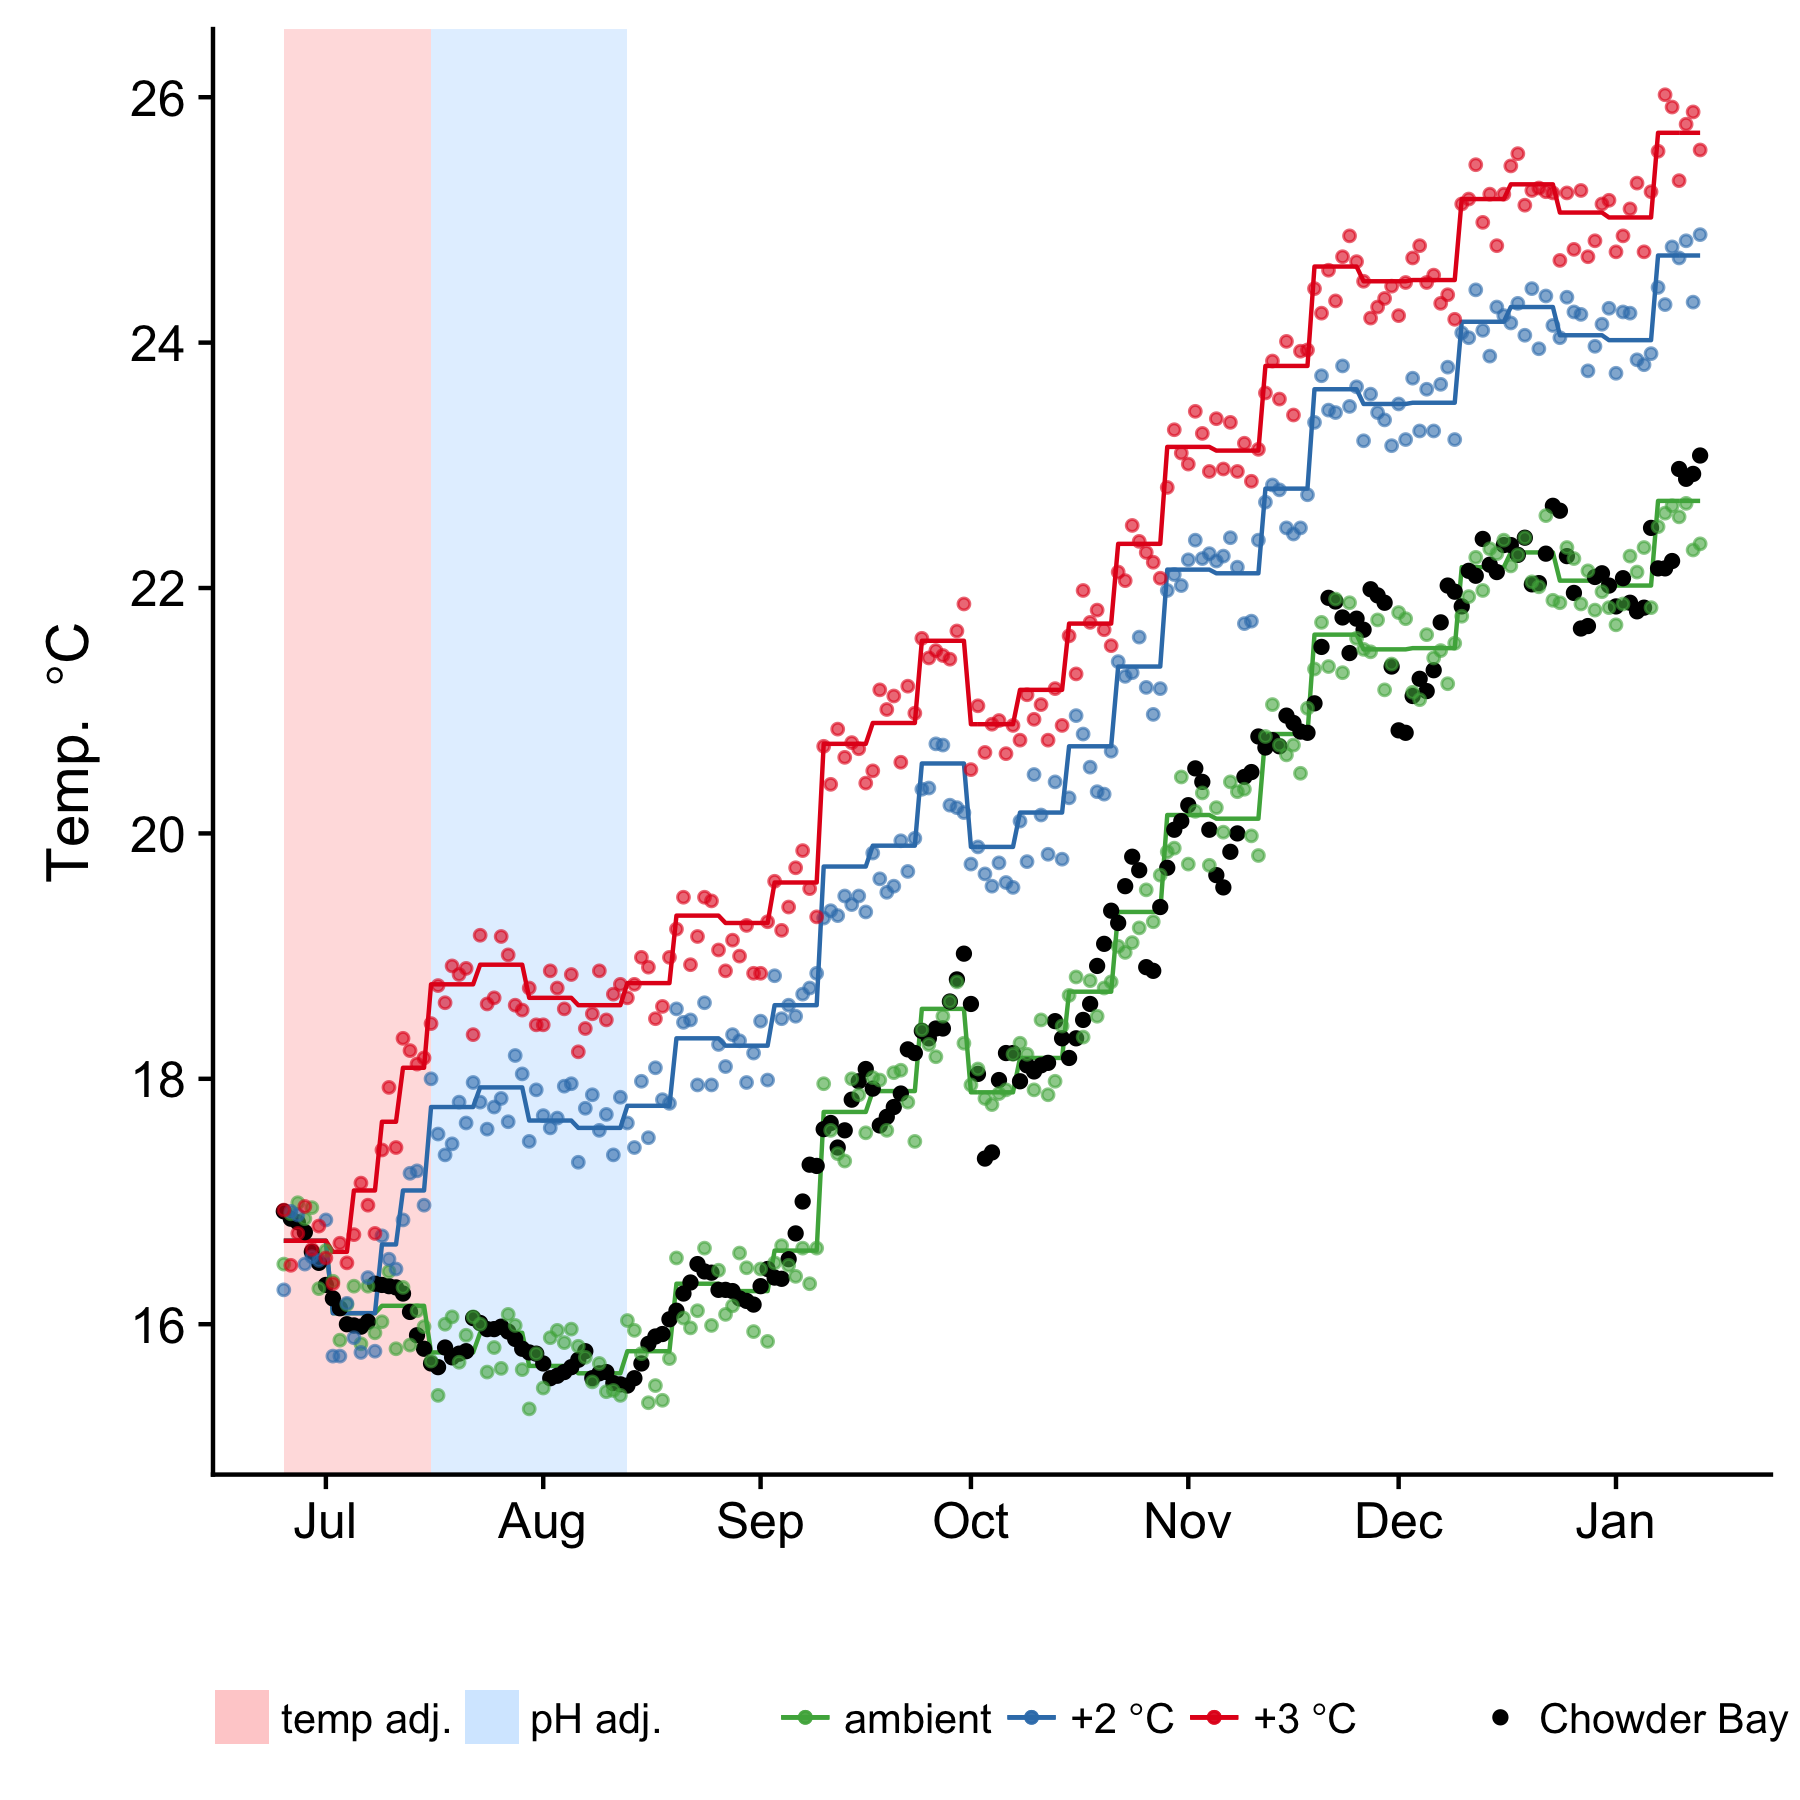 26
24
22
20
18
16
Temp. °C
Jul Aug Sep Oct Nov Dec Jan
temp adj. pH adj. ambient +2 °C +3 °C Chowder Bay